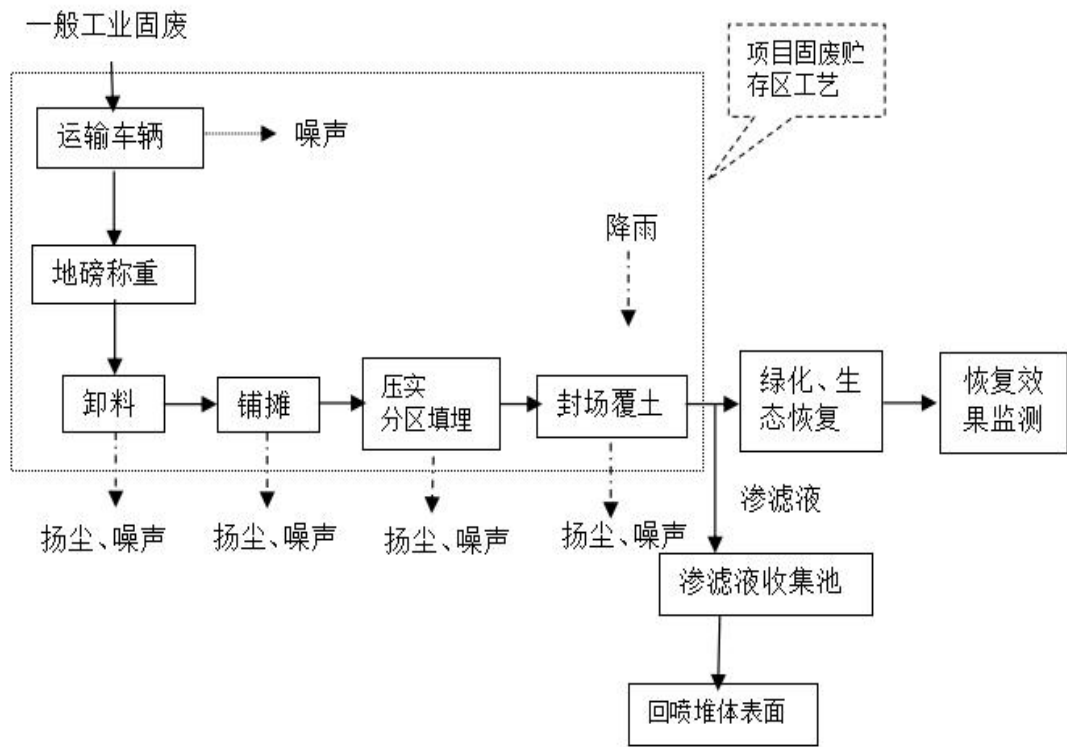 一般工业固废
项目固废贮
存区工艺
运输车辆
噪声
降雨
地磅称重
卸料
铺摊
压实
分区填埋
封场覆土
绿化、生
态恢复
恢复效
果监测
扬尘、噪声
扬尘、噪声
扬尘、噪声
扬尘、噪声
渗滤液
渗滤液收集池
回喷堆体表面